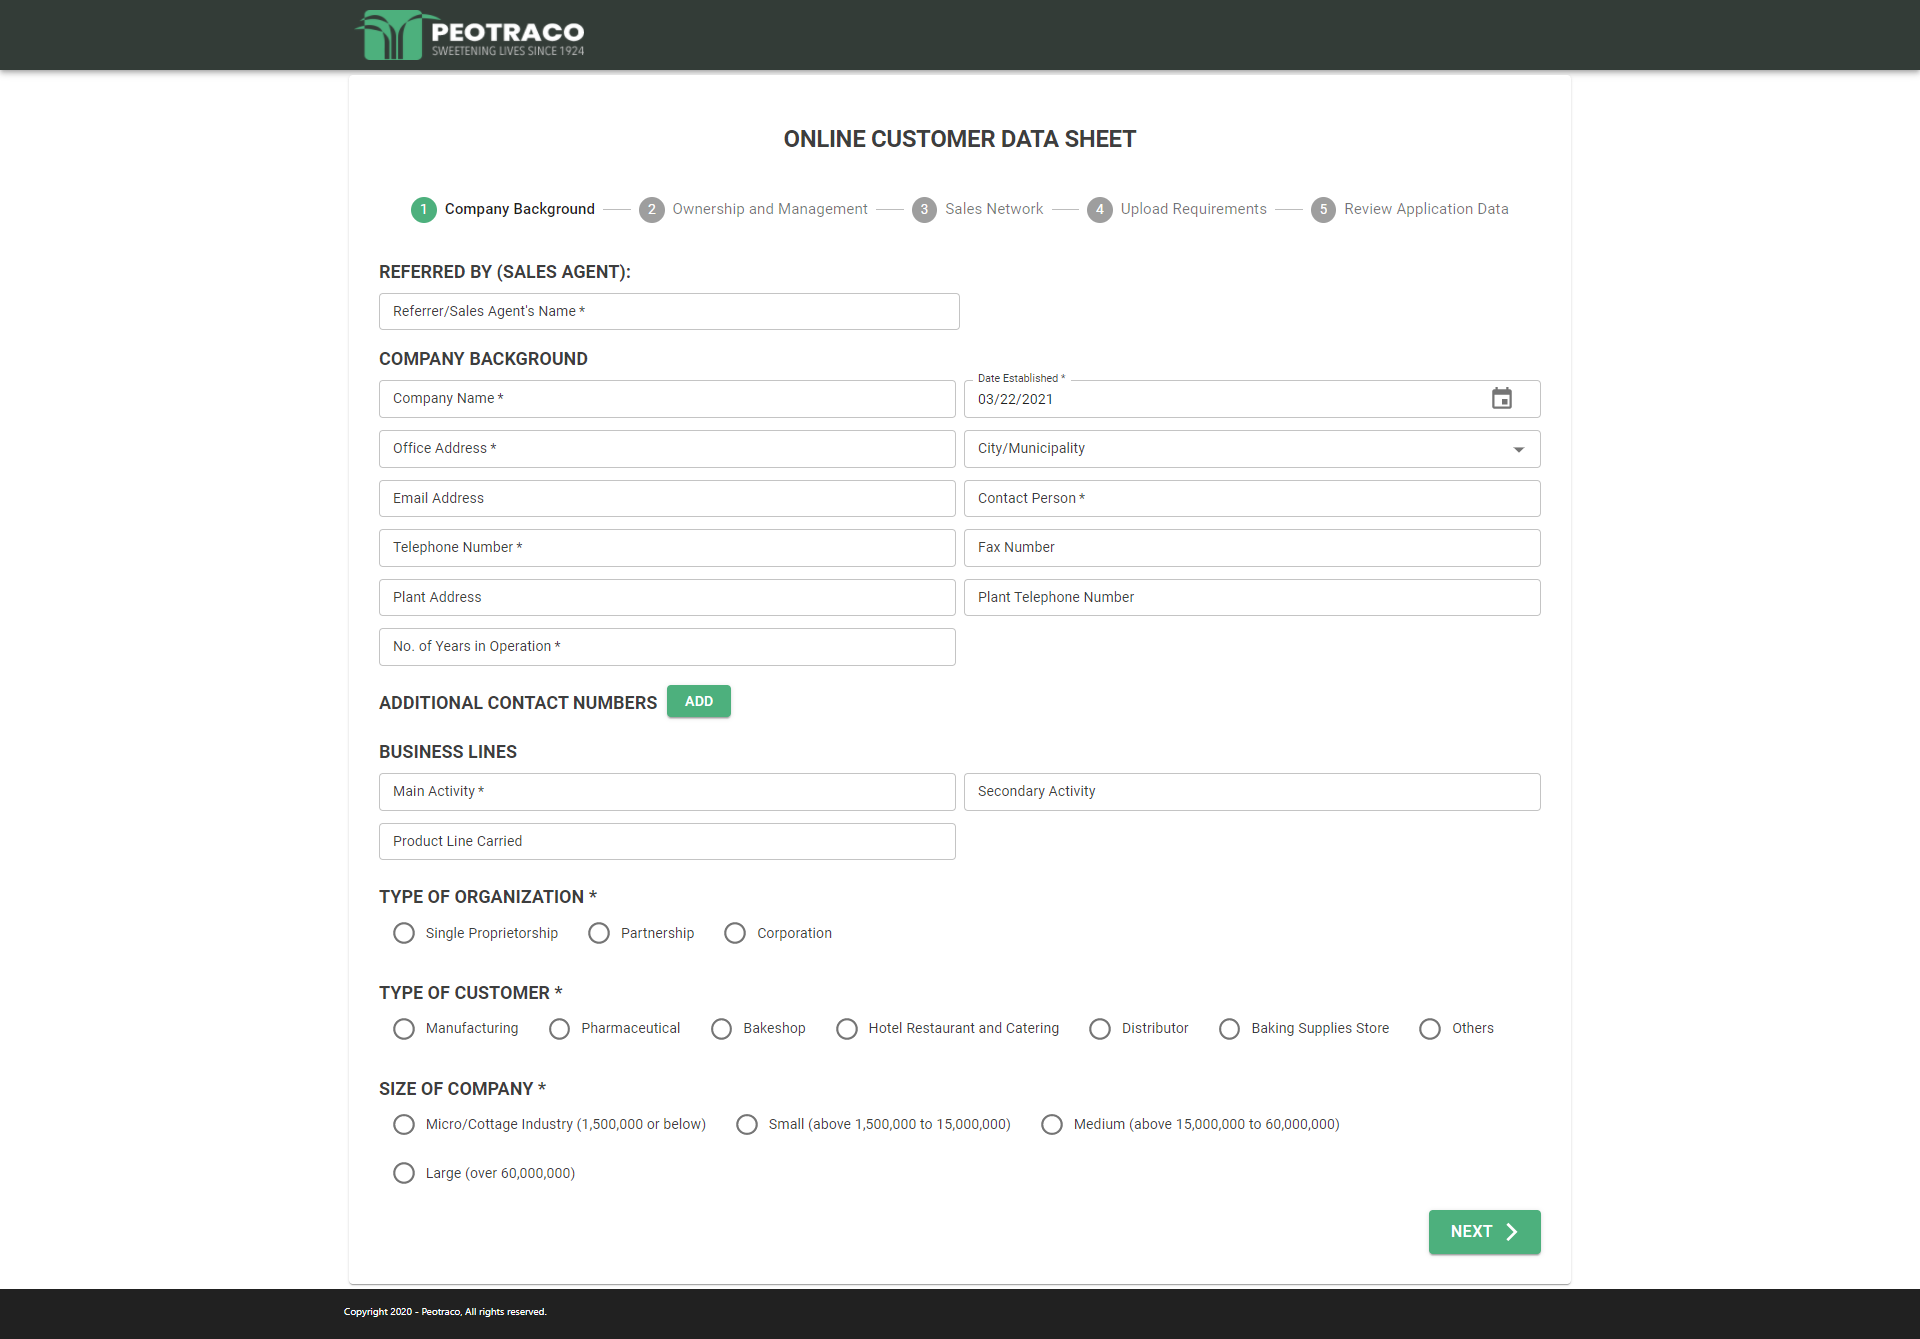 PEOTRACO
SWEETENING LIVES SINCE 1924
ONLINE CUSTOMER DATA SHEET
1 Company Background 2 Ownership and Management 3 Sales Network 4 Upload Requirements 5 Review Application Data
REFERRED BY (SALES AGENT):
Referrer/Sales Agent's Name *
COMPANY BACKGROUND
Company Name *
Date Established *
03/22/2021
Office Address *
City/Municipality
Email Address
Contact Person *
Telephone Number *
Fax Number
Plant Address
Plant Telephone Number
No. of Years in Operation *
ADDITIONAL CONTACT NUMBERS ADD
BUSINESS LINES
Main Activity *
Secondary Activity
Product Line Carried
TYPE OF ORGANIZATION *
Single Proprietorship Partnership Corporation
TYPE OF CUSTOMER *
Manufacturing Pharmaceutical Bakeshop Hotel Restaurant and Catering Distributor Baking Supplies Store Others
SIZE OF COMPANY *
Micro/Cottage Industry (1,500,000 or below) Small (above 1,500,000 to 15,000,000) Medium (above 15,000,000 to 60,000,000)
Large (over 60,000,000)
NEXT
Copyright 2020 - Peotraco, All rights reserved.